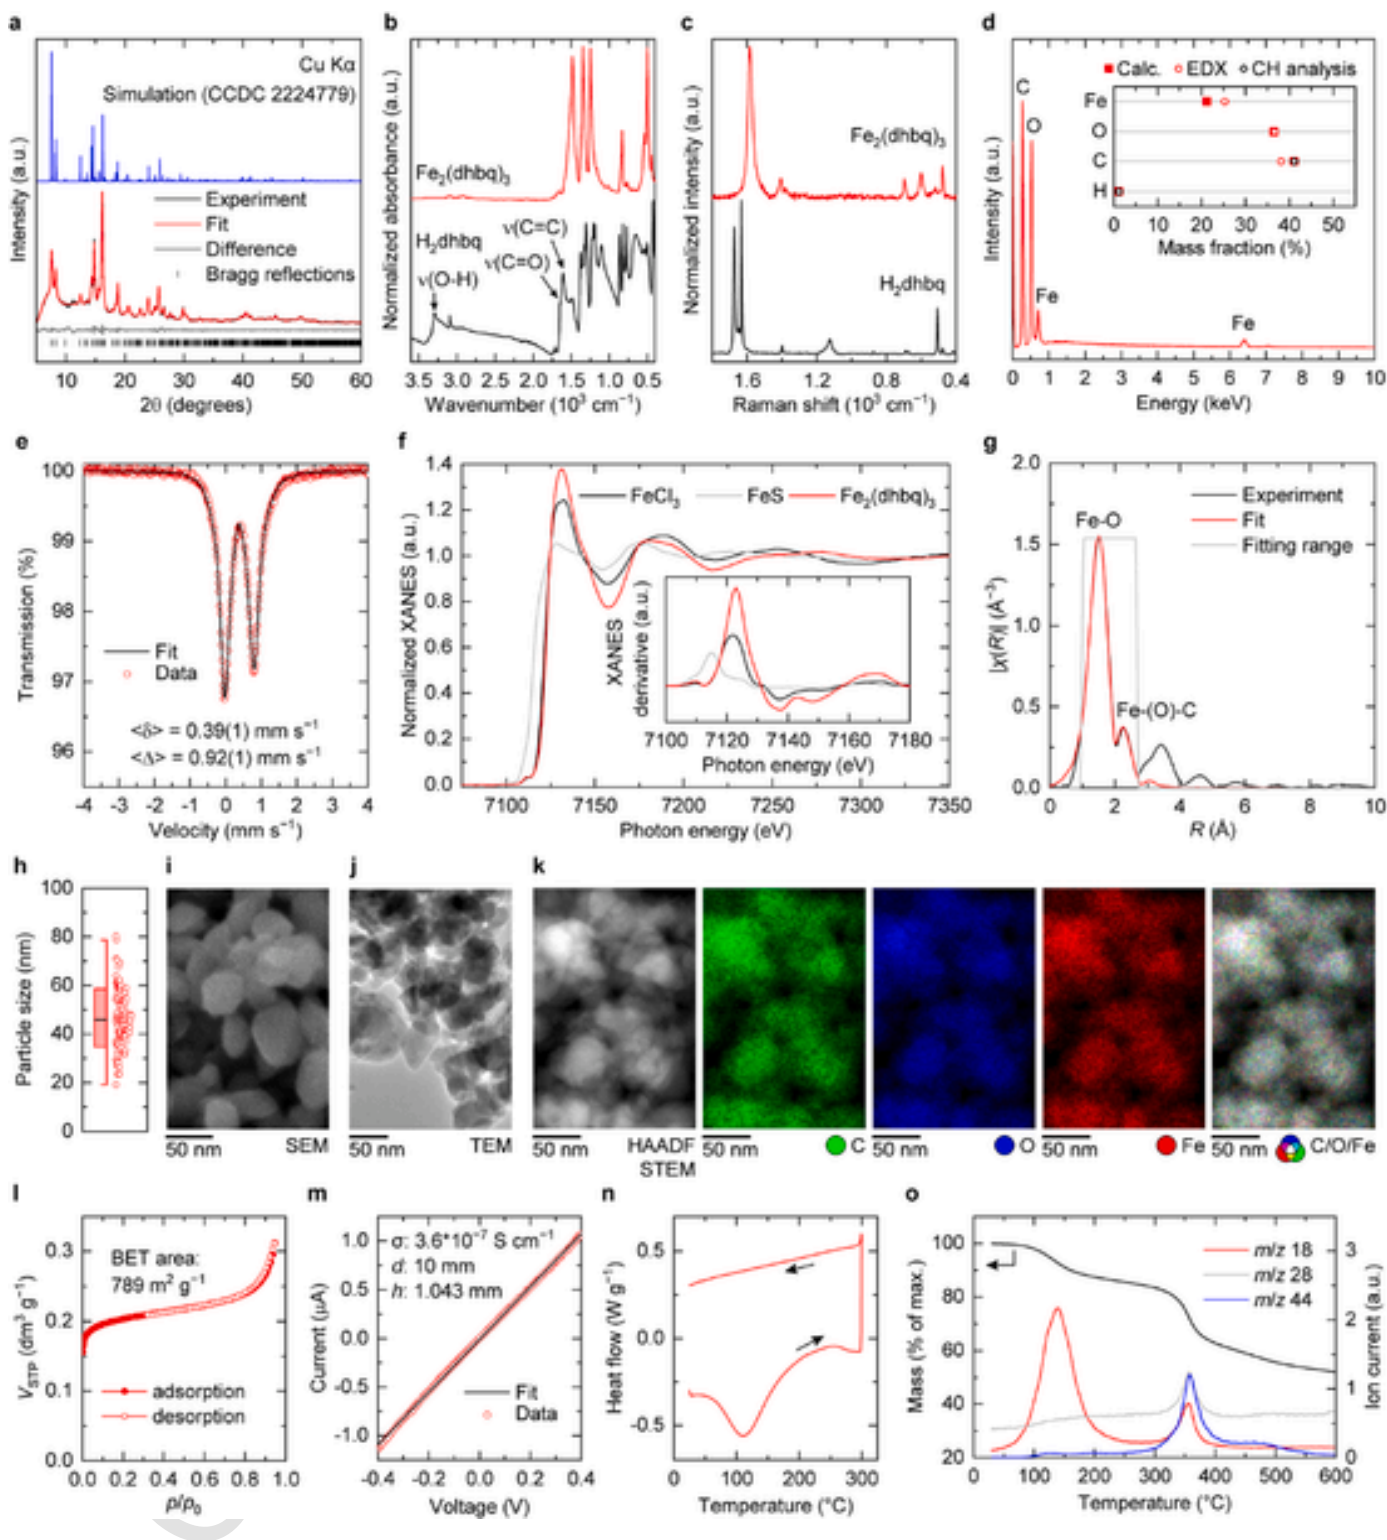 a
Cu Kα
Simulation (CCDC 2224779)
Experiment
Fit
Difference
Bragg reflections
Intensity (a.u.)
10 20 30 40 50 60
2θ (degrees)
b
Normalized absorbance (a.u.)
Fe2(dhbq)3
H2dhbq
ν(C=C)
ν(C=O)
ν(O-H)
3.5 3.0 2.5 2.0 1.5 1.0 0.5
Wavenumber (10³ cm⁻¹)
c
Normalized intensity (a.u.)
Fe2(dhbq)3
H2dhbq
1.6 1.2 0.8 0.4
Raman shift (10³ cm⁻¹)
d
Intensity (a.u.)
Calc. EDX CH analysis
C
O
Fe
Fe
Fe
O
C
H
0 10 20 30 40 50
Mass fraction (%)
0 1 2 3 4 5 6 7 8 9 10
Energy (keV)
e
Transmission (%)
100
99
98
97
96
Fit
Data
<δ> = 0.39(1) mm s⁻¹
<Δ> = 0.92(1) mm s⁻¹
-4 -3 -2 -1 0 1 2 3 4
Velocity (mm s⁻¹)
f
Normalized XANES (a.u.)
1.4
1.2
1.0
0.8
0.6
0.4
0.2
0.0
FeCl3 FeS Fe2(dhbq)3
XANES
derivative (a.u.)
7100 7120 7140 7160 7180
Photon energy (eV)
7100 7150 7200 7250 7300 7350
Photon energy (eV)
g
|χ(R)| (Å⁻³)
2.0
1.5
1.0
0.5
0.0
Experiment
Fit
Fitting range
Fe-O
Fe-(O)-C
0 2 4 6 8 10
R (Å)
h
Particle size (nm)
100
80
60
40
20
0
i
50 nm SEM
j
50 nm TEM
k
50 nm HAADF
STEM
50 nm C
50 nm O
50 nm Fe
50 nm C/O/Fe
l
VSTP (dm³ g⁻¹)
0.3
0.2
0.1
0.0
BET area:
789 m² g⁻¹
adsorption
desorption
0.0 0.2 0.4 0.6 0.8 1.0
p/p0
m
Current (μA)
1.0
0.5
0.0
-0.5
-1.0
σ: 3.6*10⁻⁷ S cm⁻¹
d: 10 mm
h: 1.043 mm
Fit
Data
-0.4 -0.2 0.0 0.2 0.4
Voltage (V)
n
Heat flow (W g⁻¹)
0.5
0.0
-0.5
0 100 200 300
Temperature (°C)
o
Mass (% of max.)
100
80
60
40
20
m/z 18
m/z 28
m/z 44
3
2
1
0
Ion current (a.u.)
0 100 200 300 400 500 600
Temperature (°C)